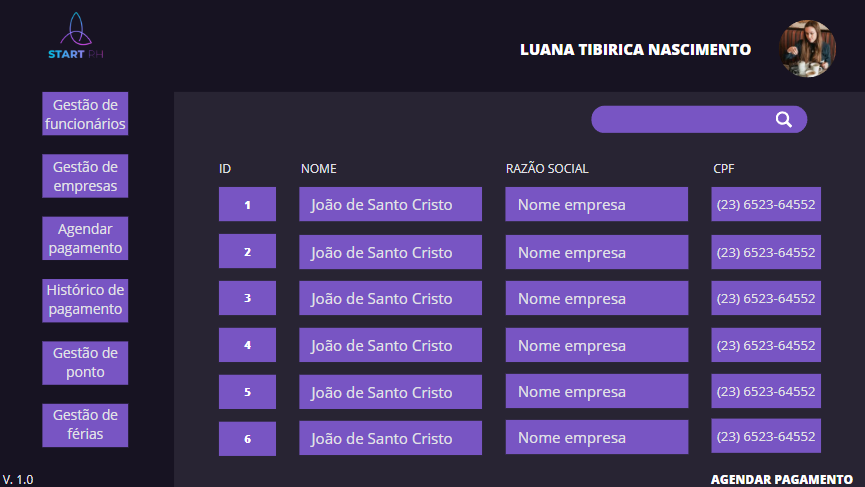 START RH
LUANA TIBIRICA NASCIMENTO
Gestão de
funcionários
Gestão de
empresas
Agendar
pagamento
Histórico de
pagamento
Gestão de
ponto
Gestão de
férias
ID NOME RAZÃO SOCIAL CPF
1 João de Santo Cristo Nome empresa (23) 6523-64552
2 João de Santo Cristo Nome empresa (23) 6523-64552
3 João de Santo Cristo Nome empresa (23) 6523-64552
4 João de Santo Cristo Nome empresa (23) 6523-64552
5 João de Santo Cristo Nome empresa (23) 6523-64552
6 João de Santo Cristo Nome empresa (23) 6523-64552
V. 1.0
AGENDAR PAGAMENTO